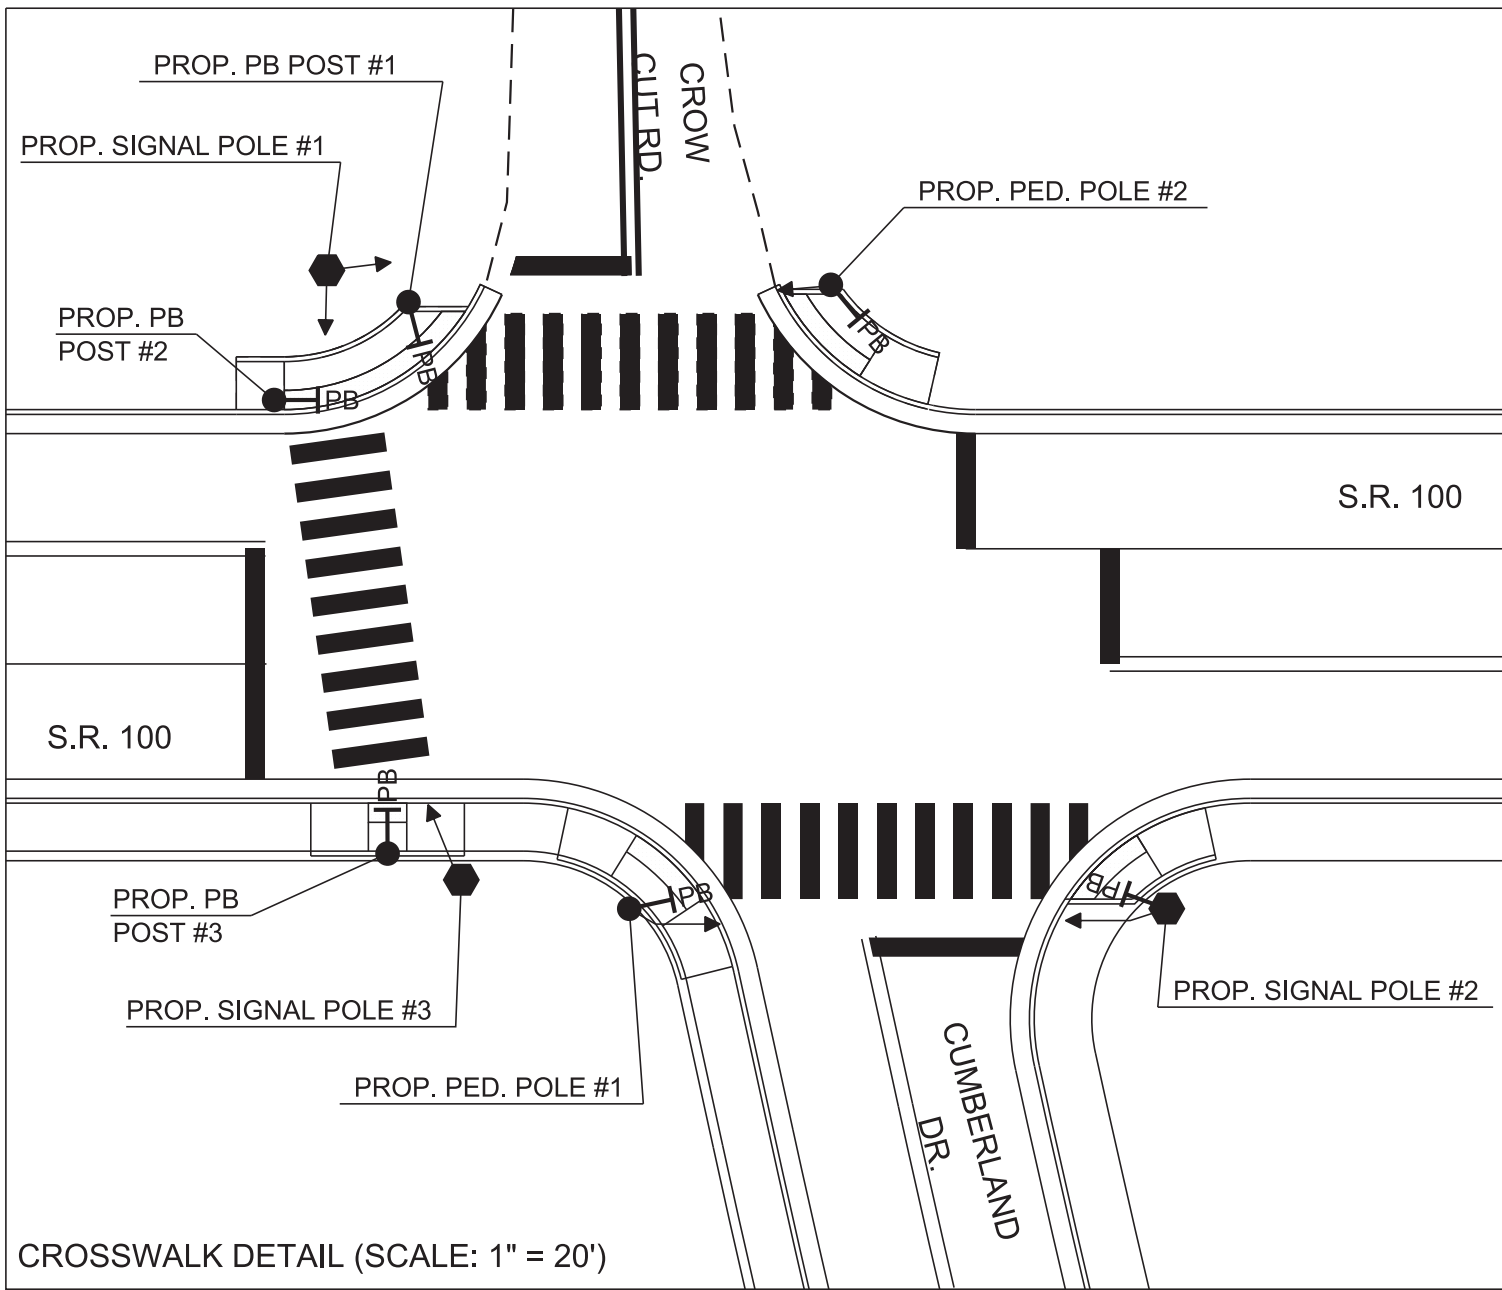 PROP. PB POST #1
CROW
CUT RD.
PROP. SIGNAL POLE #1
PROP. PED. POLE #2
PROP. PB
POST #2
PB
PB
PB
S.R. 100
S.R. 100
PB
PROP. PB
POST #3
PB
PB
PROP. SIGNAL POLE #3
PROP. SIGNAL POLE #2
PROP. PED. POLE #1
CUMBERLAND
DR.
CROSSWALK DETAIL (SCALE: 1" = 20')